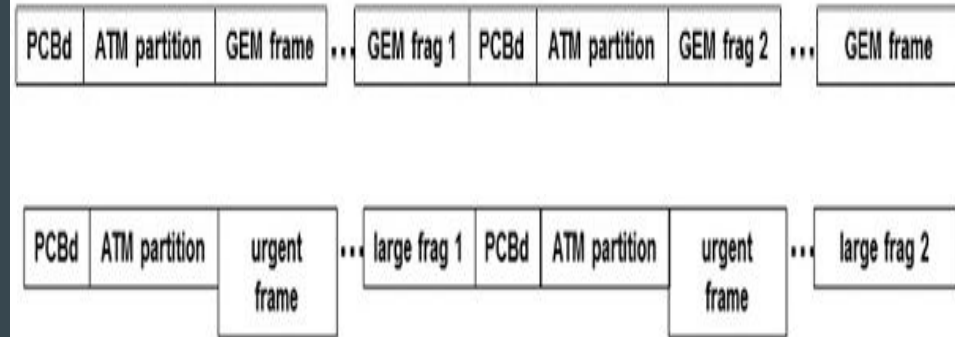 PCBd ATM partition GEM frame ... GEM frag 1 PCBd ATM partition GEM frag 2 ... GEM frame
PCBd ATM partition urgent frame ... large frag 1 PCBd ATM partition urgent frame ... large frag 2